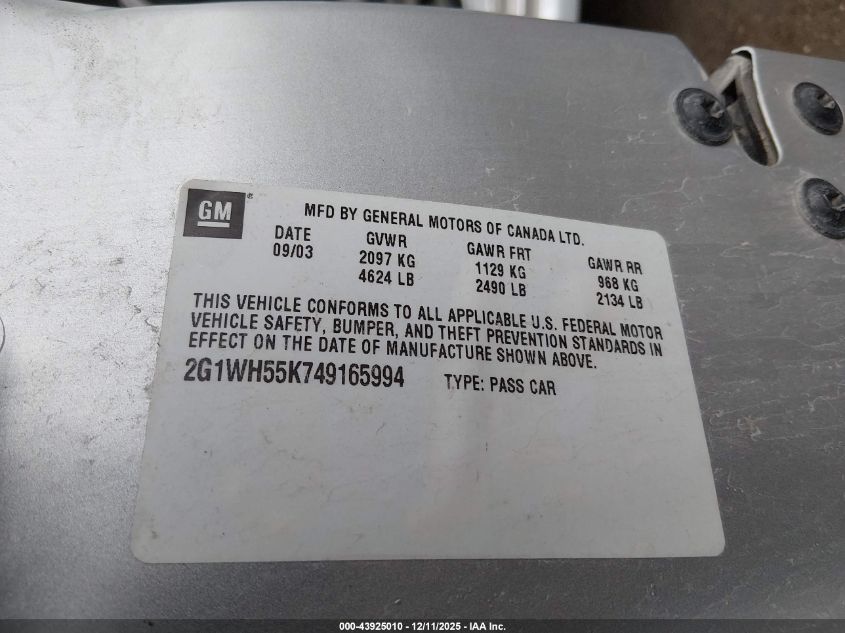 GM ®
MFD BY GENERAL MOTORS OF CANADA LTD.
DATE GVWR GAWR FRT GAWR RR
09/03 2097 KG 1129 KG 968 KG
4624 LB 2490 LB 2134 LB
THIS VEHICLE CONFORMS TO ALL APPLICABLE U.S. FEDERAL MOTOR
VEHICLE SAFETY, BUMPER, AND THEFT PREVENTION STANDARDS IN
EFFECT ON THE DATE OF MANUFACTURE SHOWN ABOVE.
2G1WH55K749165994 TYPE: PASS CAR
000-43925010 - 12/11/2025 - IAA Inc.